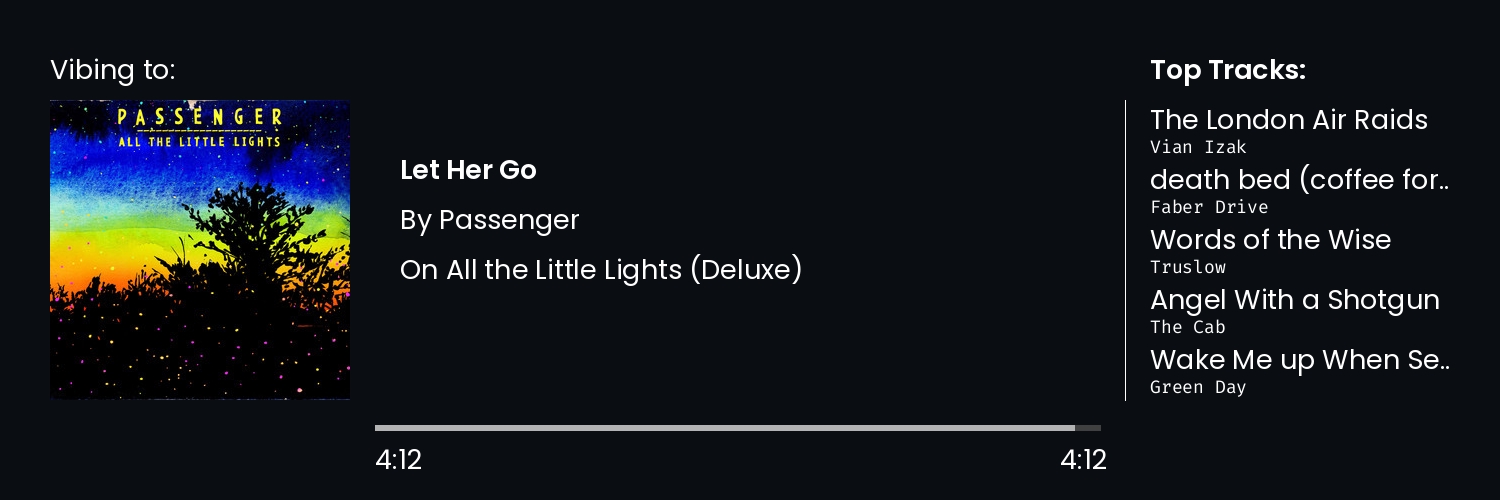 Vibing to:
PASSENGER
ALL THE LITTLE LIGHTS
Let Her Go
By Passenger
On All the Little Lights (Deluxe)
4:12
4:12
Top Tracks:
The London Air Raids
Vian Izak
death bed (coffee for..
Faber Drive
Words of the Wise
Truslow
Angel With a Shotgun
The Cab
Wake Me up When Se..
Green Day